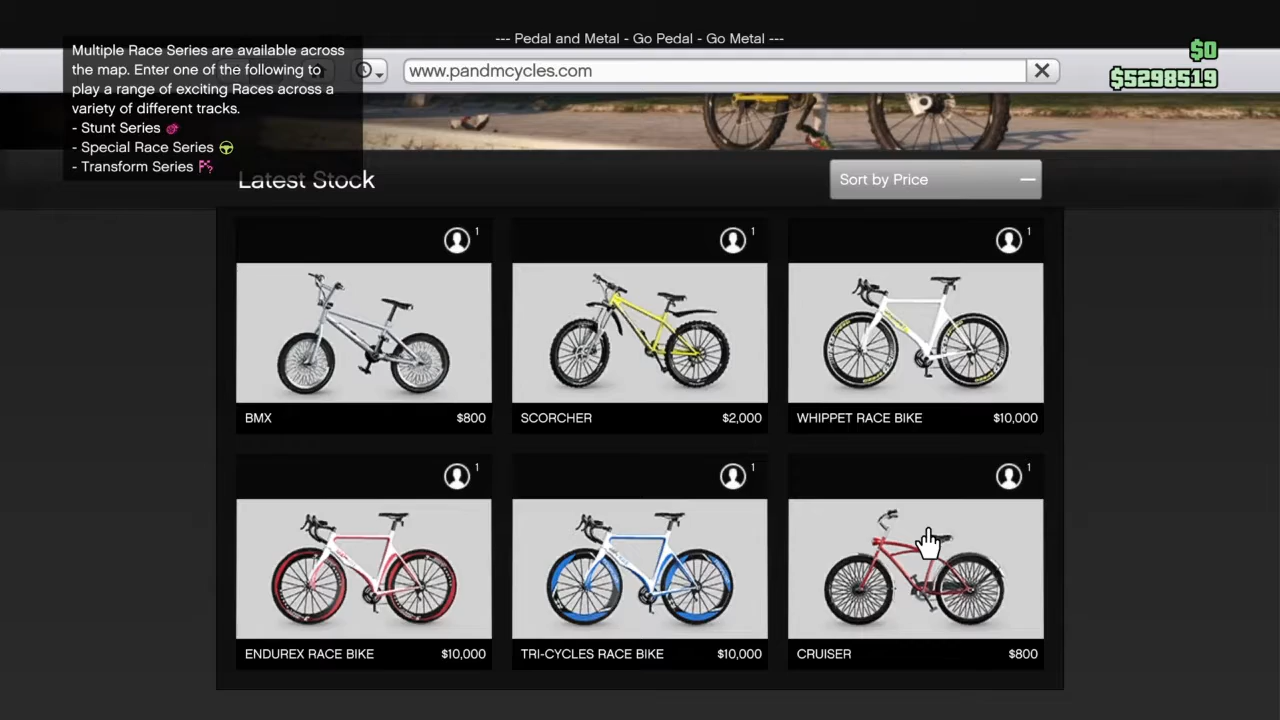 --- Pedal and Metal - Go Pedal - Go Metal ---
Multiple Race Series are available across
the map. Enter one of the following to
play a range of exciting Races across a
variety of different tracks.
- Stunt Series
- Special Race Series
- Transform Series
www.pandmcycles.com
$0
$5298519
Latest Stock
Sort by Price
1
1
1
BMX $800
SCORCHER $2,000
WHIPPET RACE BIKE $10,000
1
1
1
ENDUREX RACE BIKE $10,000
TRI-CYCLES RACE BIKE $10,000
CRUISER $800